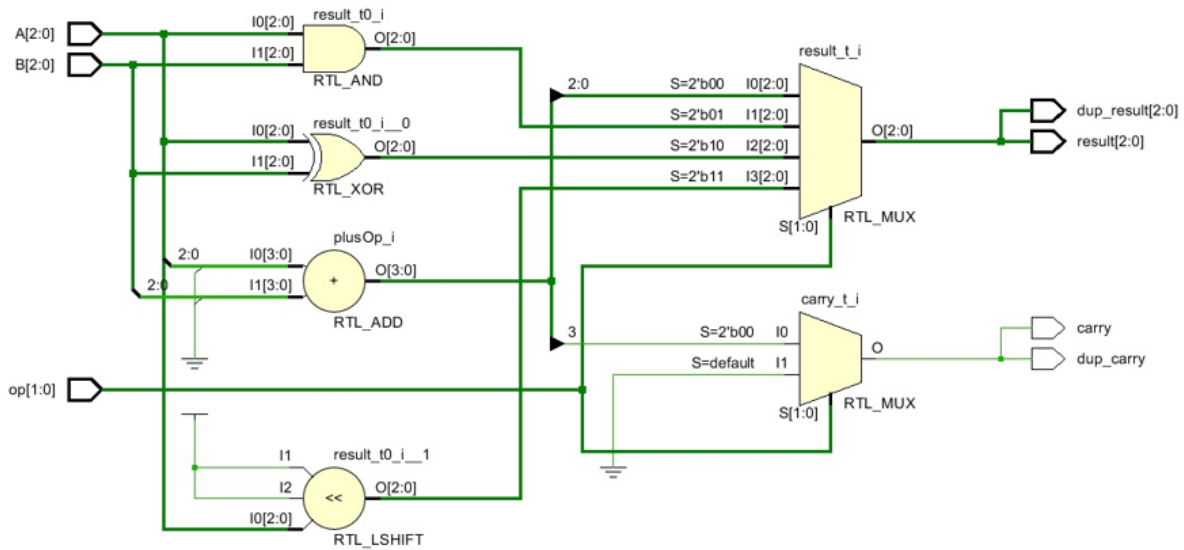 result_t0_i
A[2:0]
I0[2:0]
O[2:0]
B[2:0]
I1[2:0]
RTL_AND
result_t_i
2:0
S=2'b00
I0[2:0]
dup_result[2:0]
S=2'b01
I1[2:0]
result_t0_i__0
I0[2:0]
O[2:0]
O[2:0]
result[2:0]
S=2'b10
I2[2:0]
I1[2:0]
S=2'b11
I3[2:0]
RTL_XOR
RTL_MUX
S[1:0]
plusOp_i
2:0
I0[3:0]
O[3:0]
2:0
I1[3:0]
+
RTL_ADD
carry_t_i
3
S=2'b00
I0
carry
O
S=default
I1
dup_carry
op[1:0]
RTL_MUX
S[1:0]
I1
result_t0_i__1
I2
<<
O[2:0]
I0[2:0]
RTL_LSHIFT